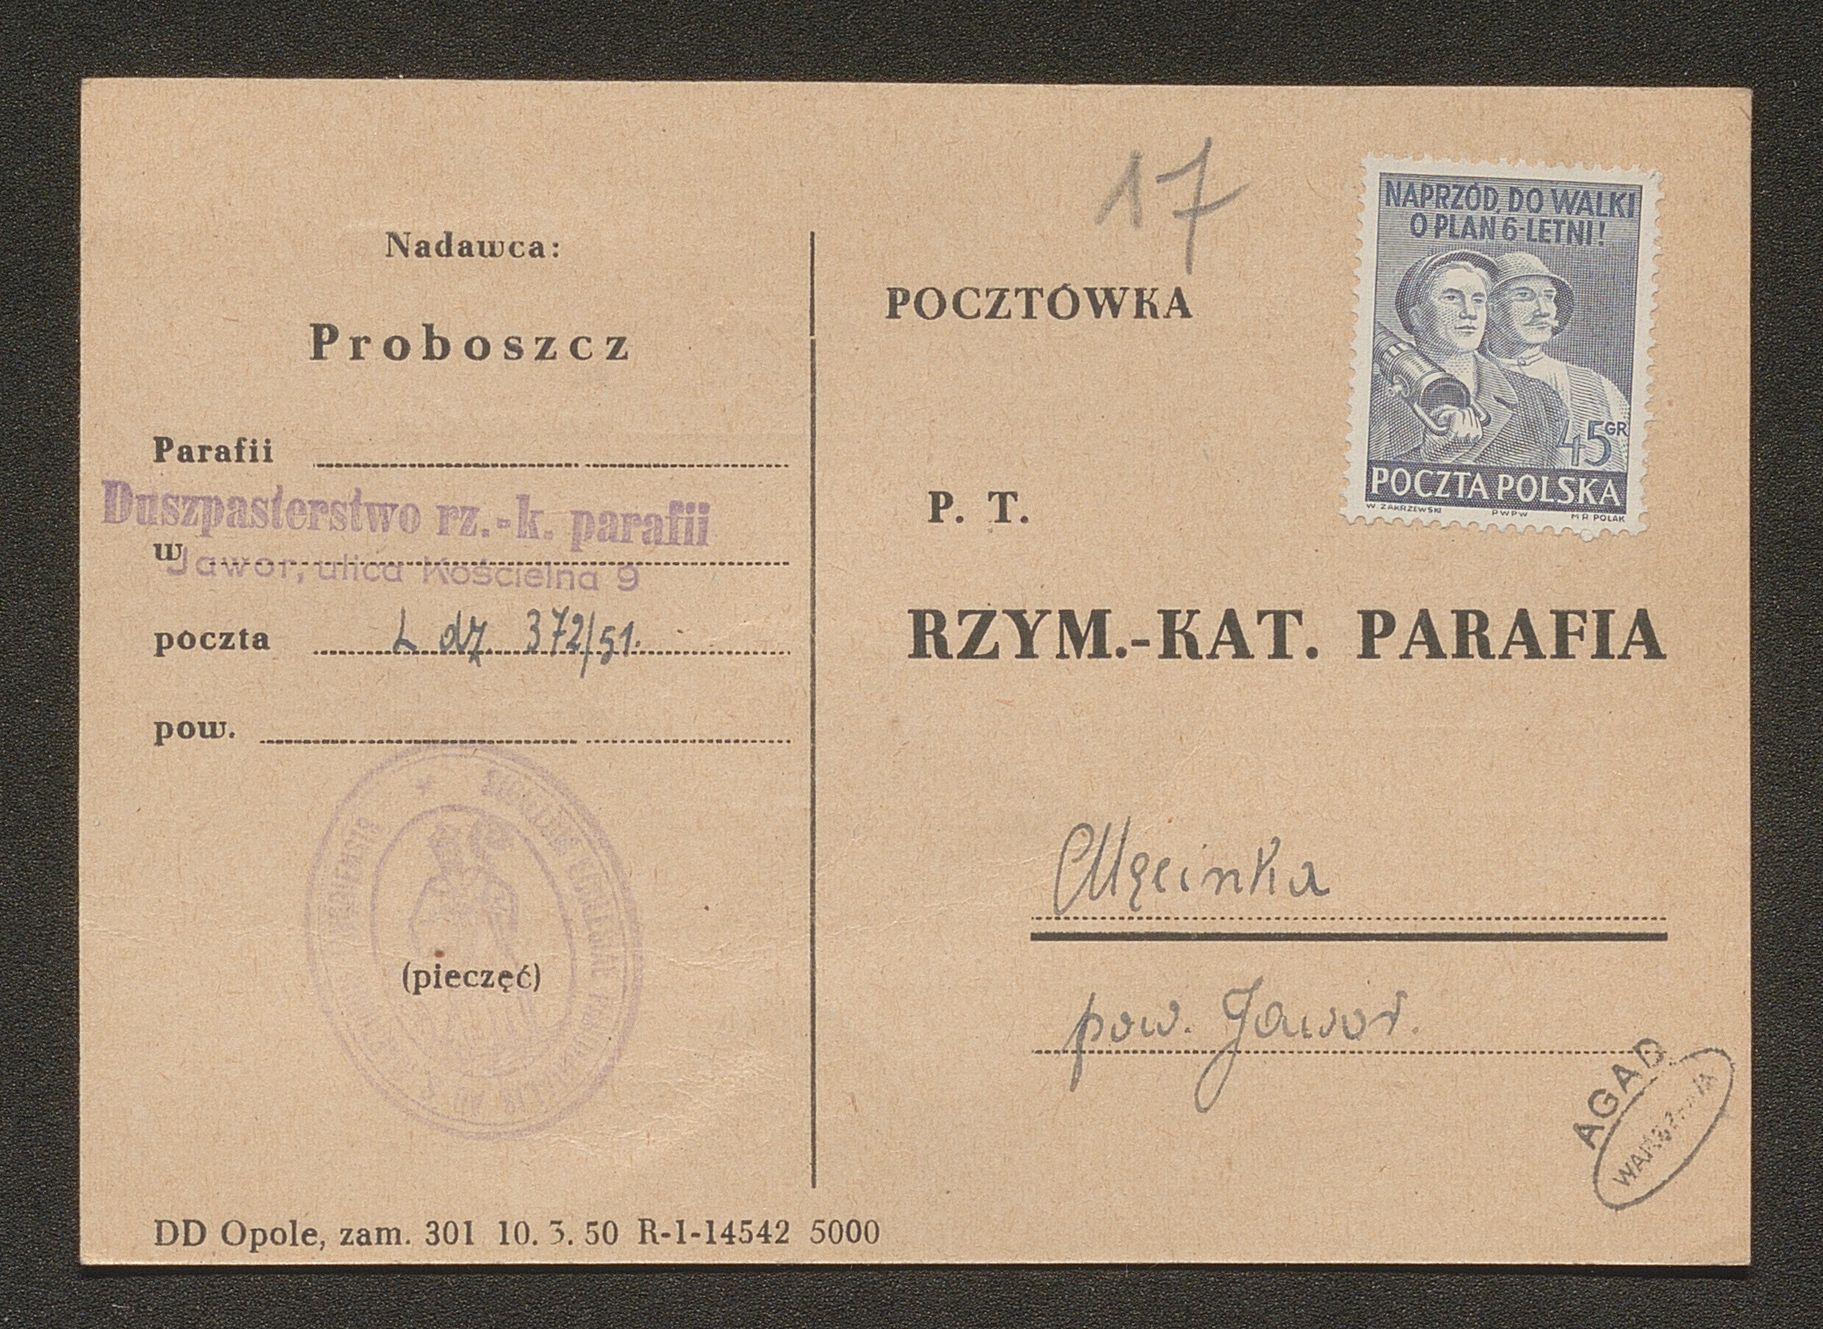 Nadawca:
Proboszcz
Parafii
Duszpasterstwo rz.-k. parafii
w
Jawor, ulica Kościelna 9
poczta L dz. 372/51.
pow.
(pieczęć)
DD Opole, zam. 301 10. 3. 50 R-1-14542 5000
17
POCZTÓWKA
NAPRZÓD, DO WALKI
O PLAN 6-LETNI!
45 GR
POCZTA POLSKA
W. ZAKRZEWSKI PWPW M.R. POLAK
P. T.
RZYM.-KAT. PARAFIA
Męcinka
pow. Jawor.
AGAD
WARSZAWA